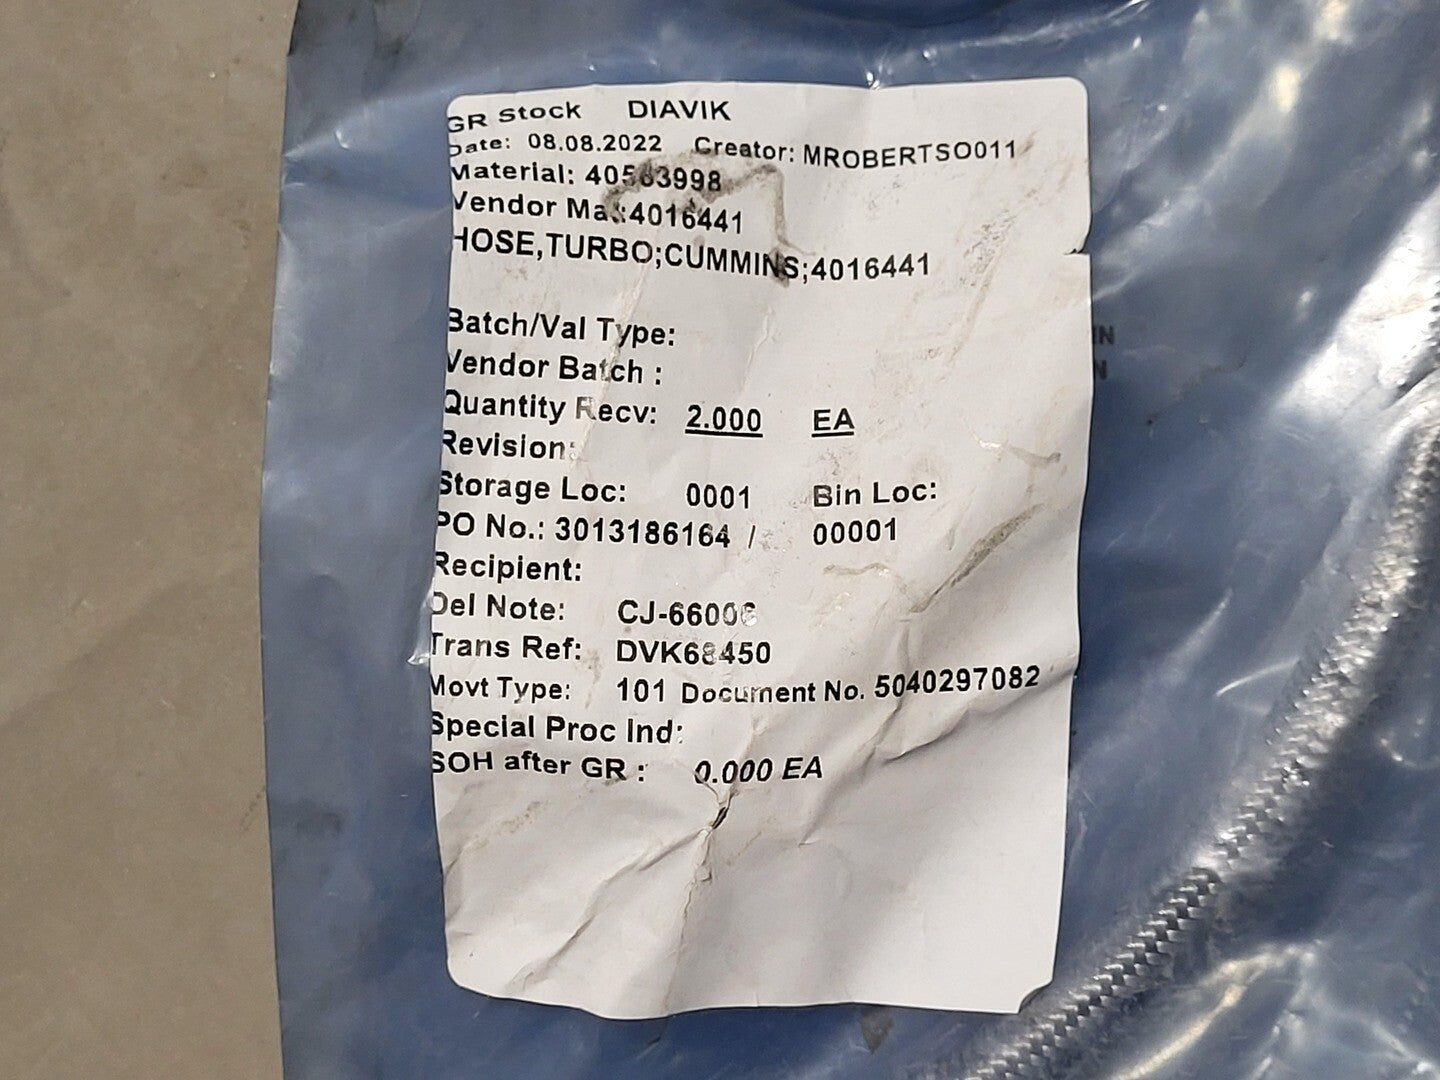 GR Stock DIAVIK
Date: 08.08.2022 Creator: MROBERTSO011
Material: 40563998
Vendor Mat:4016441
HOSE,TURBO;CUMMINS;4016441
Batch/Val Type:
Vendor Batch :
Quantity Recv: 2.000 EA
Revision:
Storage Loc: 0001 Bin Loc:
PO No.: 3013186164 / 00001
Recipient:
Del Note:
Trans Ref: DVK68450
Movt Type: 101 Document No. 5040297082
Special Proc Ind:
SOH after GR : 0.000 EA